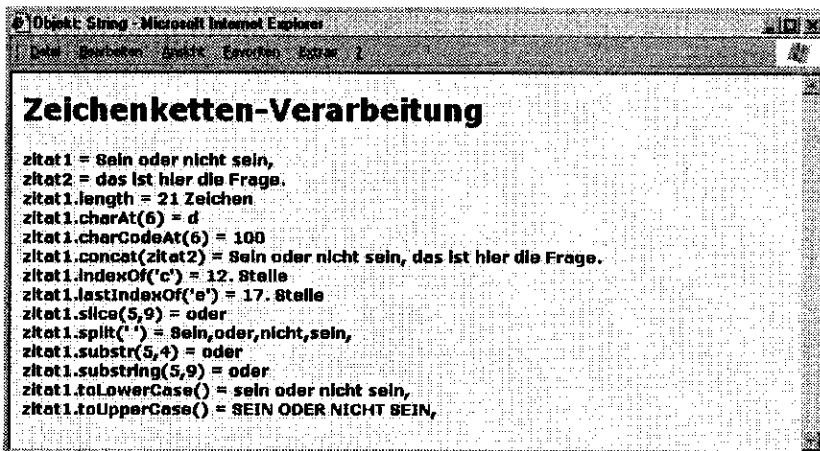 Objekt: String - Microsoft Internet Explorer
Datei Bearbeiten Ansicht Favoriten Extras ?
Zeichenketten-Verarbeitung
zitat1 = Sein oder nicht sein,
zitat2 = das ist hier die Frage.
zitat1.length = 21 Zeichen
zitat1.charAt(6) = d
zitat1.charCodeAt(6) = 100
zitat1.concat(zitat2) = Sein oder nicht sein, das ist hier die Frage.
zitat1.indexOf('c') = 12. Stelle
zitat1.lastIndexOf('e') = 17. Stelle
zitat1.slice(5,9) = oder
zitat1.split(' ') = Sein,oder,nicht,sein,
zitat1.substr(5,4) = oder
zitat1.substring(5,9) = oder
zitat1.toLowerCase() = sein oder nicht sein,
zitat1.toUpperCase() = SEIN ODER NICHT SEIN,